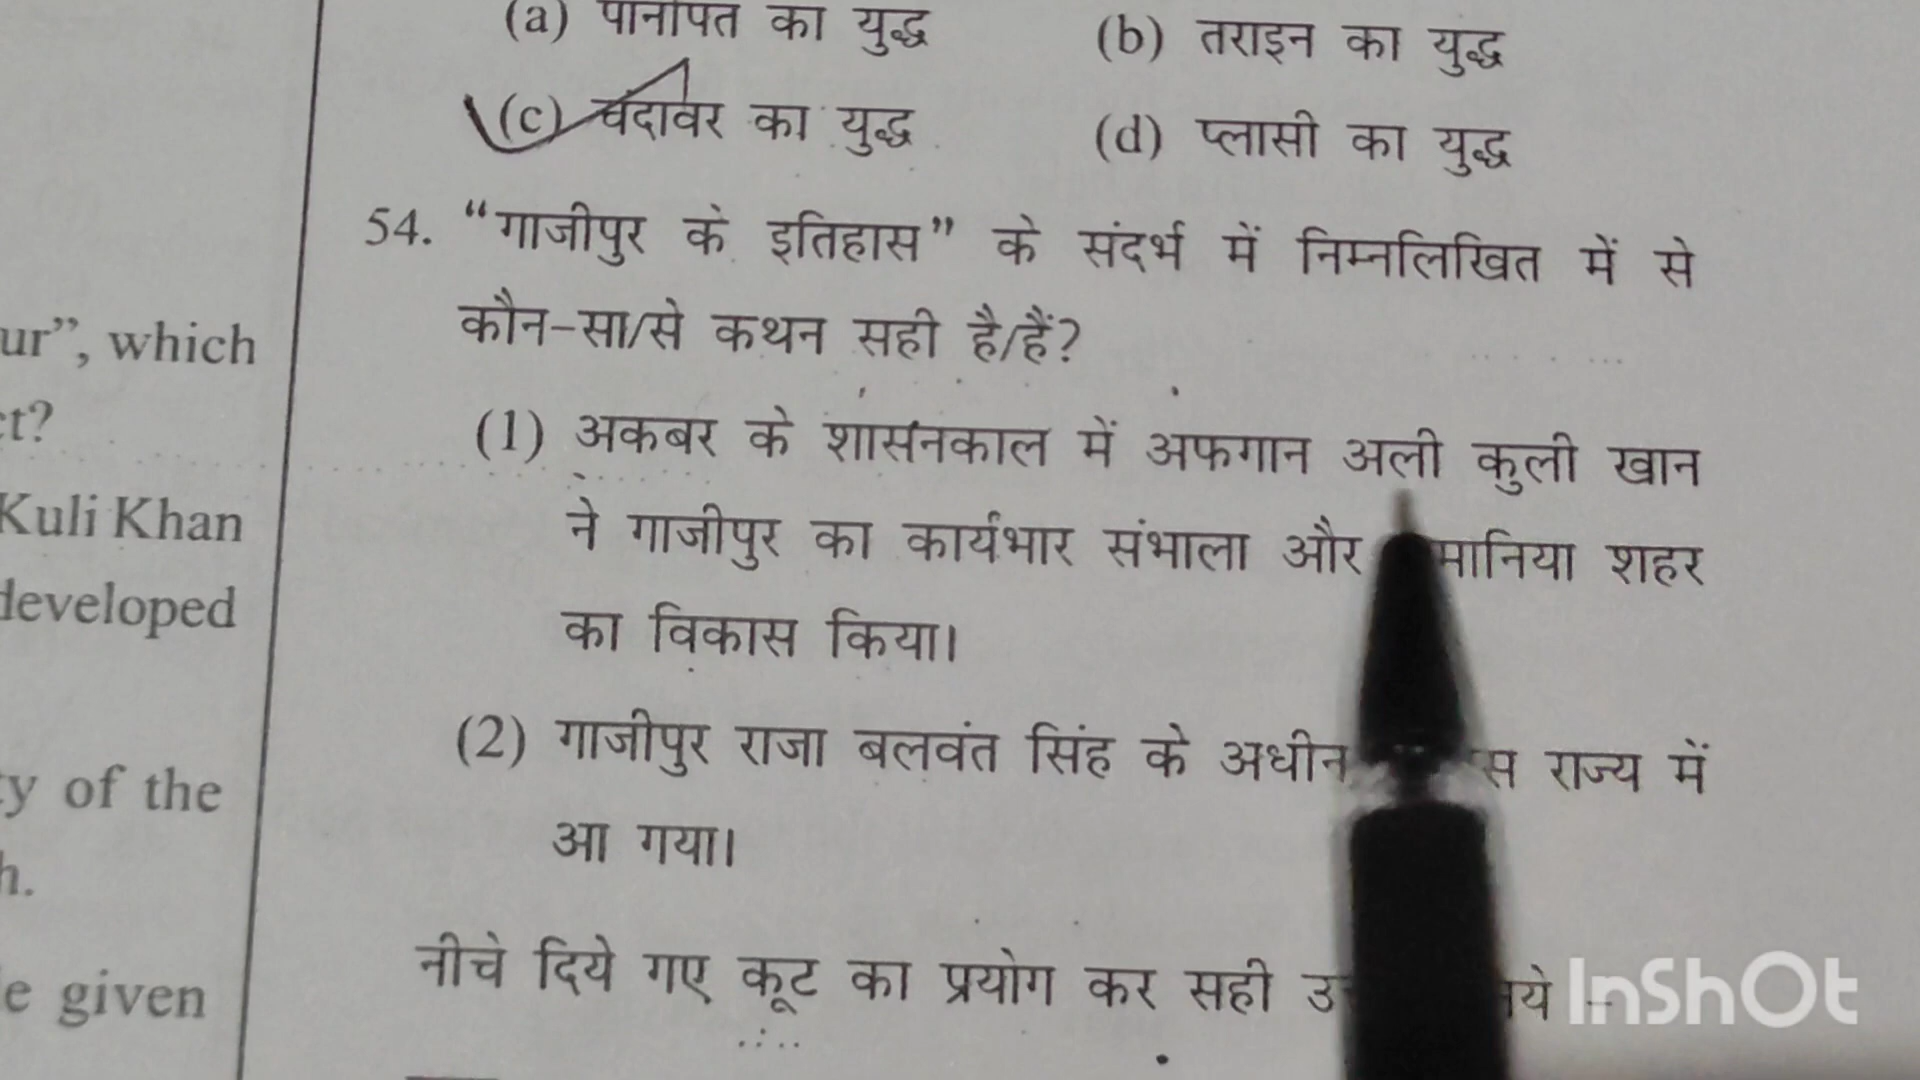 (a) पानीपत का युद्ध (b) तराइन का युद्ध
(c) चंदावर का युद्ध (d) प्लासी का युद्ध
54. “गाजीपुर के इतिहास” के संदर्भ में निम्नलिखित में से
कौन-सा/से कथन सही है/हैं?
(1) अकबर के शासनकाल में अफगान अली कुली खान
ने गाजीपुर का कार्यभार संभाला और मानिया शहर
का विकास किया।
(2) गाजीपुर राजा बलवंत सिंह के अधीन राज्य में
आ गया।
नीचे दिये गए कूट का प्रयोग कर सही
ur”, which
ct?
Kuli Khan
developed
y of the
h.
e given
InShOt